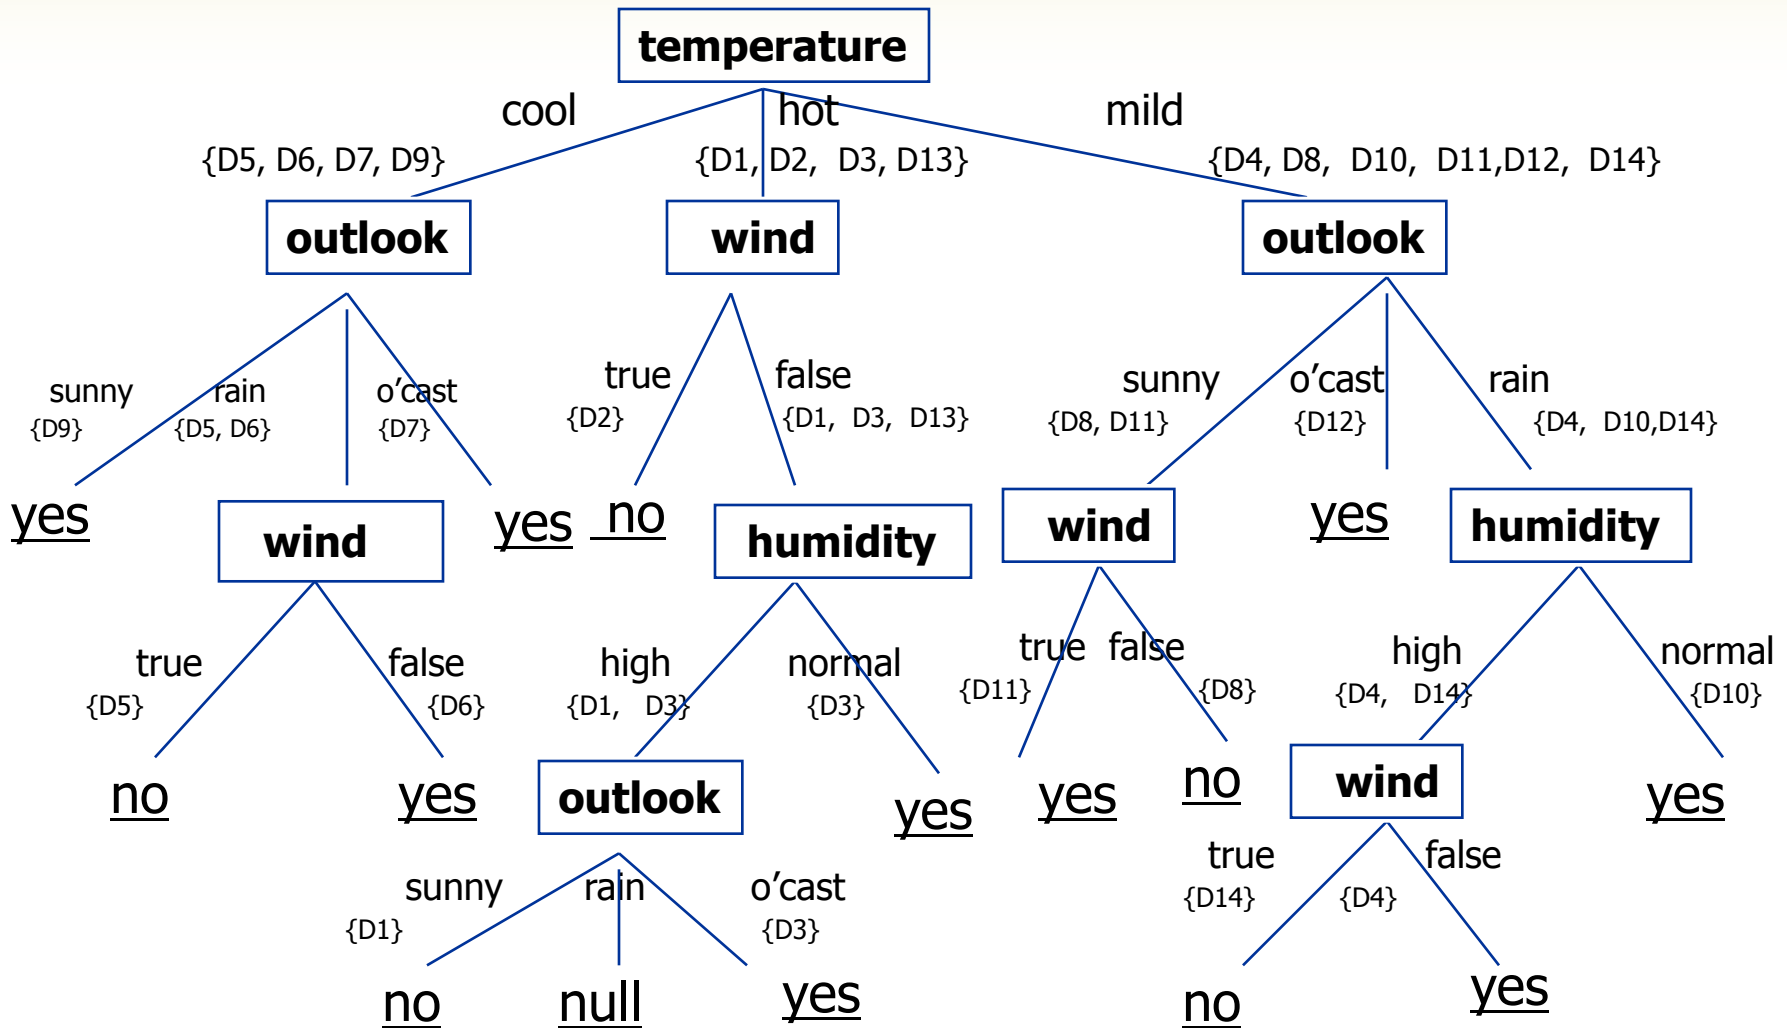 temperature
cool hot mild
{D5, D6, D7, D9} {D1, D2, D3, D13} {D4, D8, D10, D11,D12, D14}
outlook wind outlook
true false sunny o'cast rain
sunny rain o'cast
{D9} {D5, D6} {D7} {D2} {D1, D3, D13} {D8, D11} {D12} {D4, D10,D14}
yes wind yes no humidity wind yes humidity
true false high normal true false high normal
{D5} {D6} {D1, D3} {D3} {D11} {D8} {D4, D14} {D10}
no yes outlook yes yes no wind yes
true false
sunny rain o'cast
{D14} {D4}
{D1} {D3}
no null yes no yes